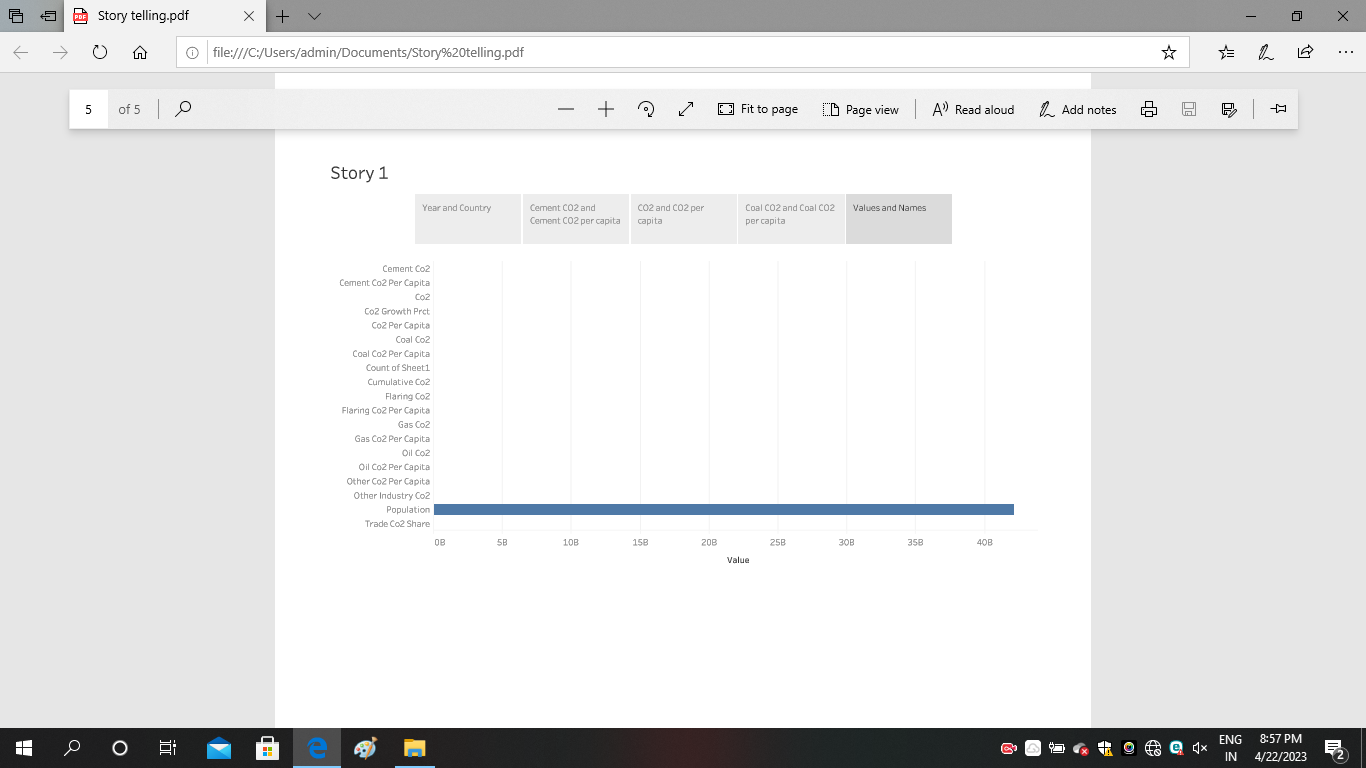 Story telling.pdf
file:///C:/Users/admin/Documents/Story%20telling.pdf
5 of 5 Fit to page Page view Read aloud Add notes
Story 1
Year and Country
Cement CO2 and
Cement CO2 per capita
CO2 and CO2 per
capita
Coal CO2 and Coal CO2
per capita
Values and Names
Cement Co2
Cement Co2 Per Capita
Co2
Co2 Growth Prct
Co2 Per Capita
Coal Co2
Coal Co2 Per Capita
Count of Sheet1
Cumulative Co2
Flaring Co2
Flaring Co2 Per Capita
Gas Co2
Gas Co2 Per Capita
Oil Co2
Oil Co2 Per Capita
Other Co2 Per Capita
Other Industry Co2
Population
Trade Co2 Share
0B 5B 10B 15B 20B 25B 30B 35B 40B
Value
ENG
IN
8:57 PM
4/22/2023
2